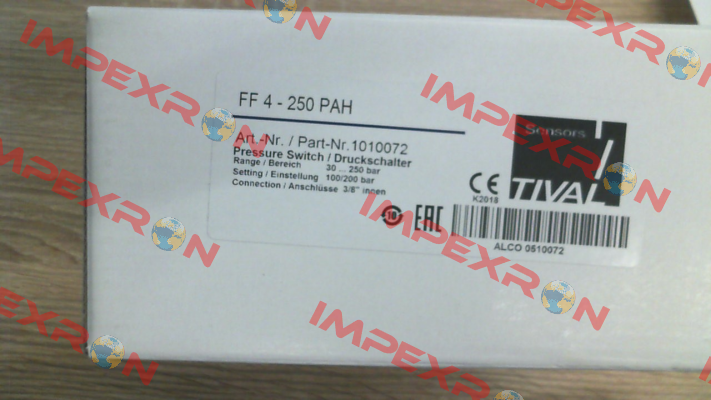 FF 4 - 250 PAH
Art.-Nr. / Part-Nr.1010072
Pressure Switch / Druckschalter
Range / Bereich 30 ... 250 bar
Setting / Einstellung 100/200 bar
Connection / Anschlüsse 3/8" innen
Sensors
TIVAL
CE
K2018
10
EAC
ALCO 0510072
IMPEXRON
IMPEXRON
IMPEXRON
IMPEXRON
IMPEXRON
IMPEXRON